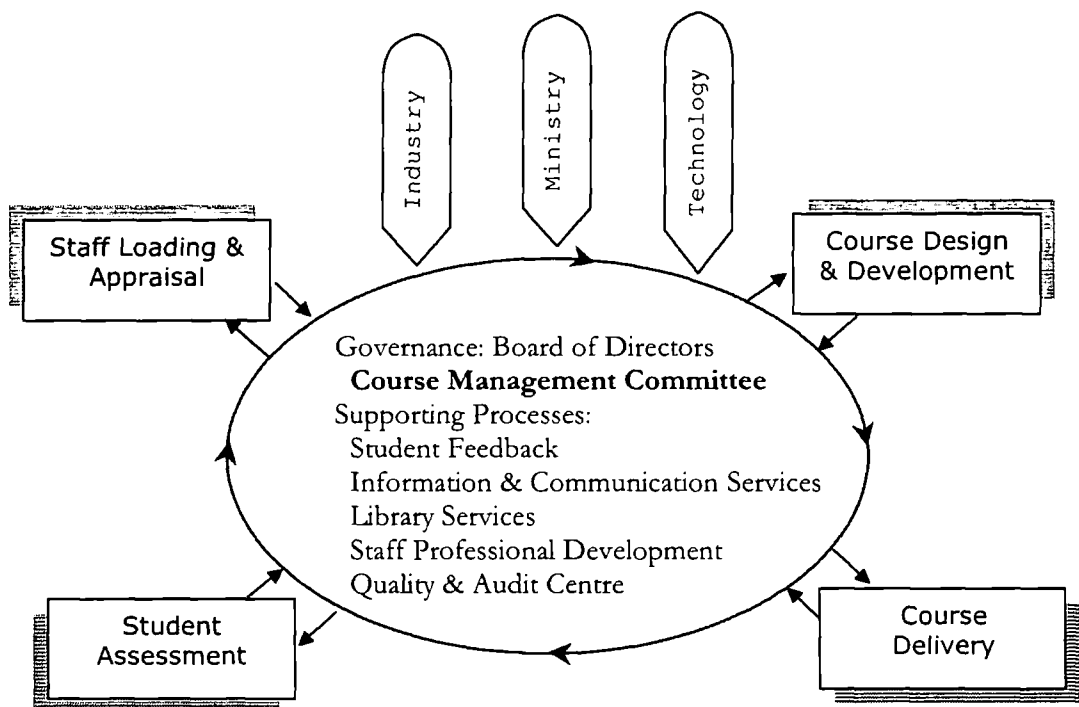 Industry
Ministry
Technology
Staff Loading &
Appraisal
Course Design
& Development
Governance: Board of Directors
Course Management Committee
Supporting Processes:
Student Feedback
Information & Communication Services
Library Services
Staff Professional Development
Quality & Audit Centre
Student
Assessment
Course
Delivery